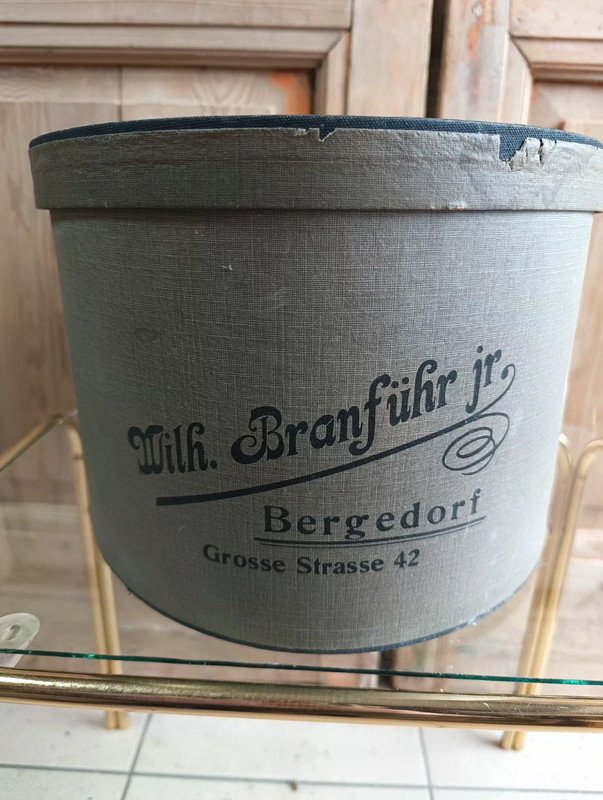 Wilh. Branführ jr.
Bergedorf
Grosse Strasse 42